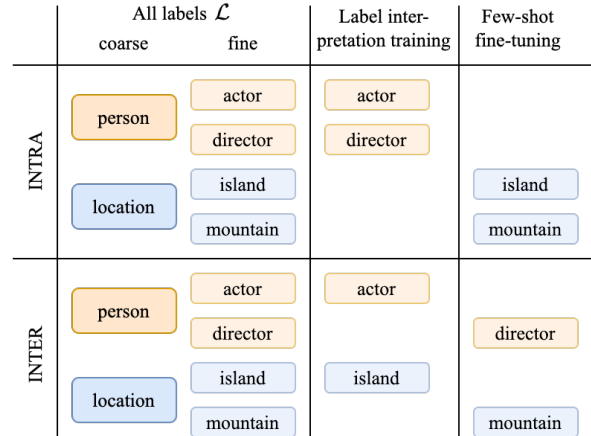 All labels ℒ
Label inter-
pretation training
Few-shot
fine-tuning
coarse
fine
INTRA
person
actor
actor
director
director
location
island
island
mountain
mountain
INTER
person
actor
actor
director
director
location
island
island
mountain
mountain